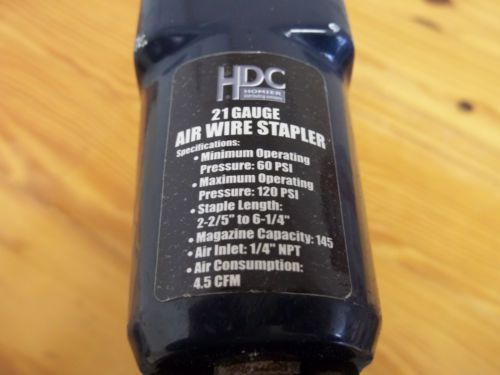 HDC
HOMIER
21 GAUGE
AIR WIRE STAPLER
Specifications:
• Minimum Operating
Pressure: 60 PSI
• Maximum Operating
Pressure: 120 PSI
• Staple Length:
2-2/5" to 6-1/4"
• Magazine Capacity: 145
• Air Inlet: 1/4" NPT
• Air Consumption:
4.5 CFM